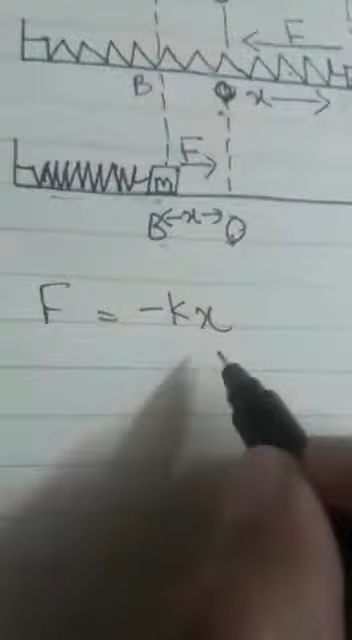 F
B O x
F
m
B x O
F = -kx